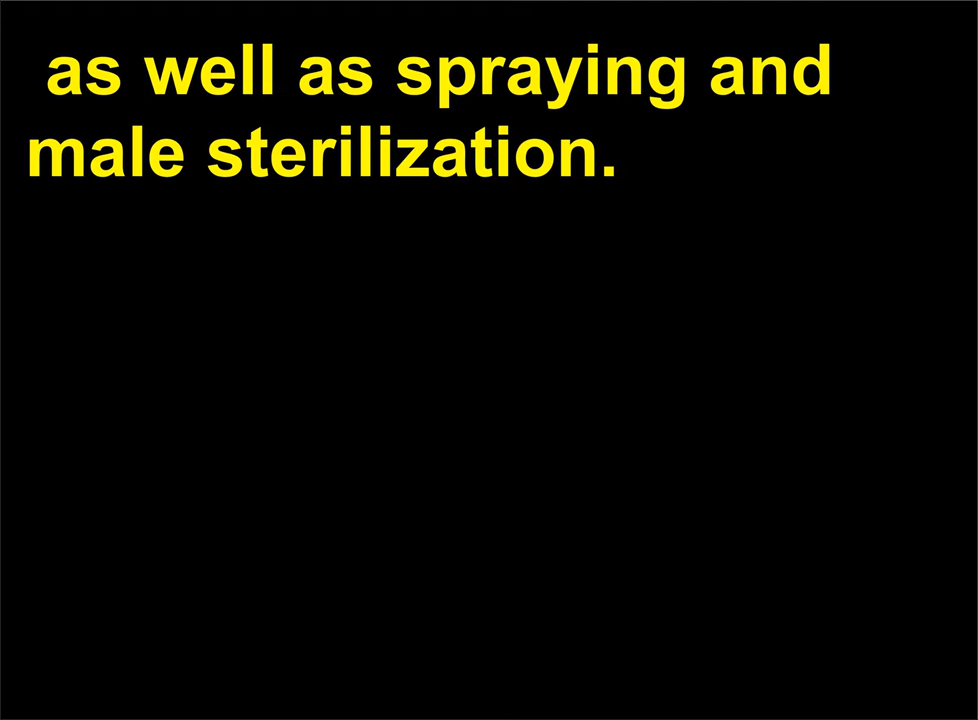 as well as spraying and
male sterilization.